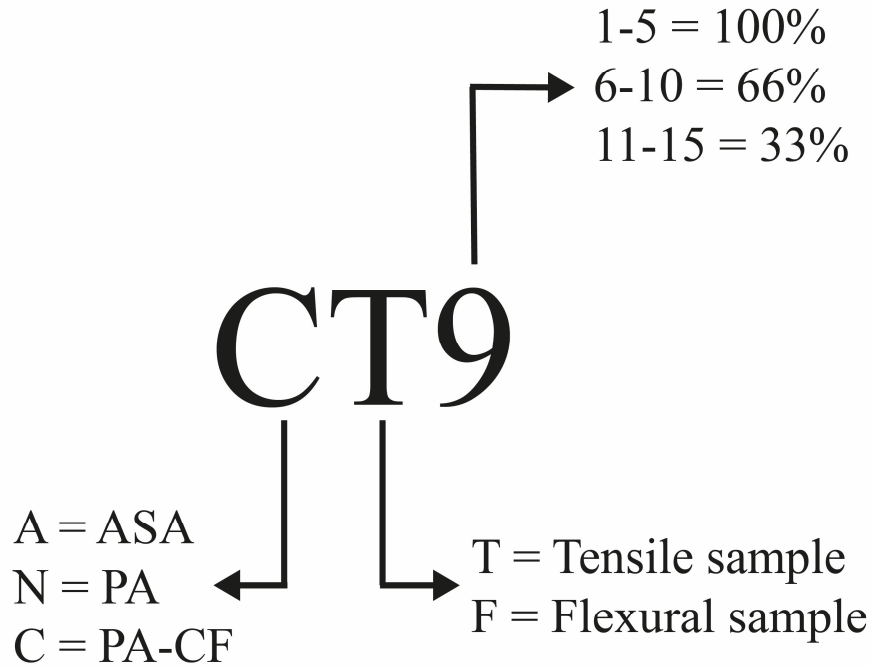 1-5 = 100%
6-10 = 66%
11-15 = 33%
CT9
A = ASA
N = PA
C = PA-CF
T = Tensile sample
F = Flexural sample